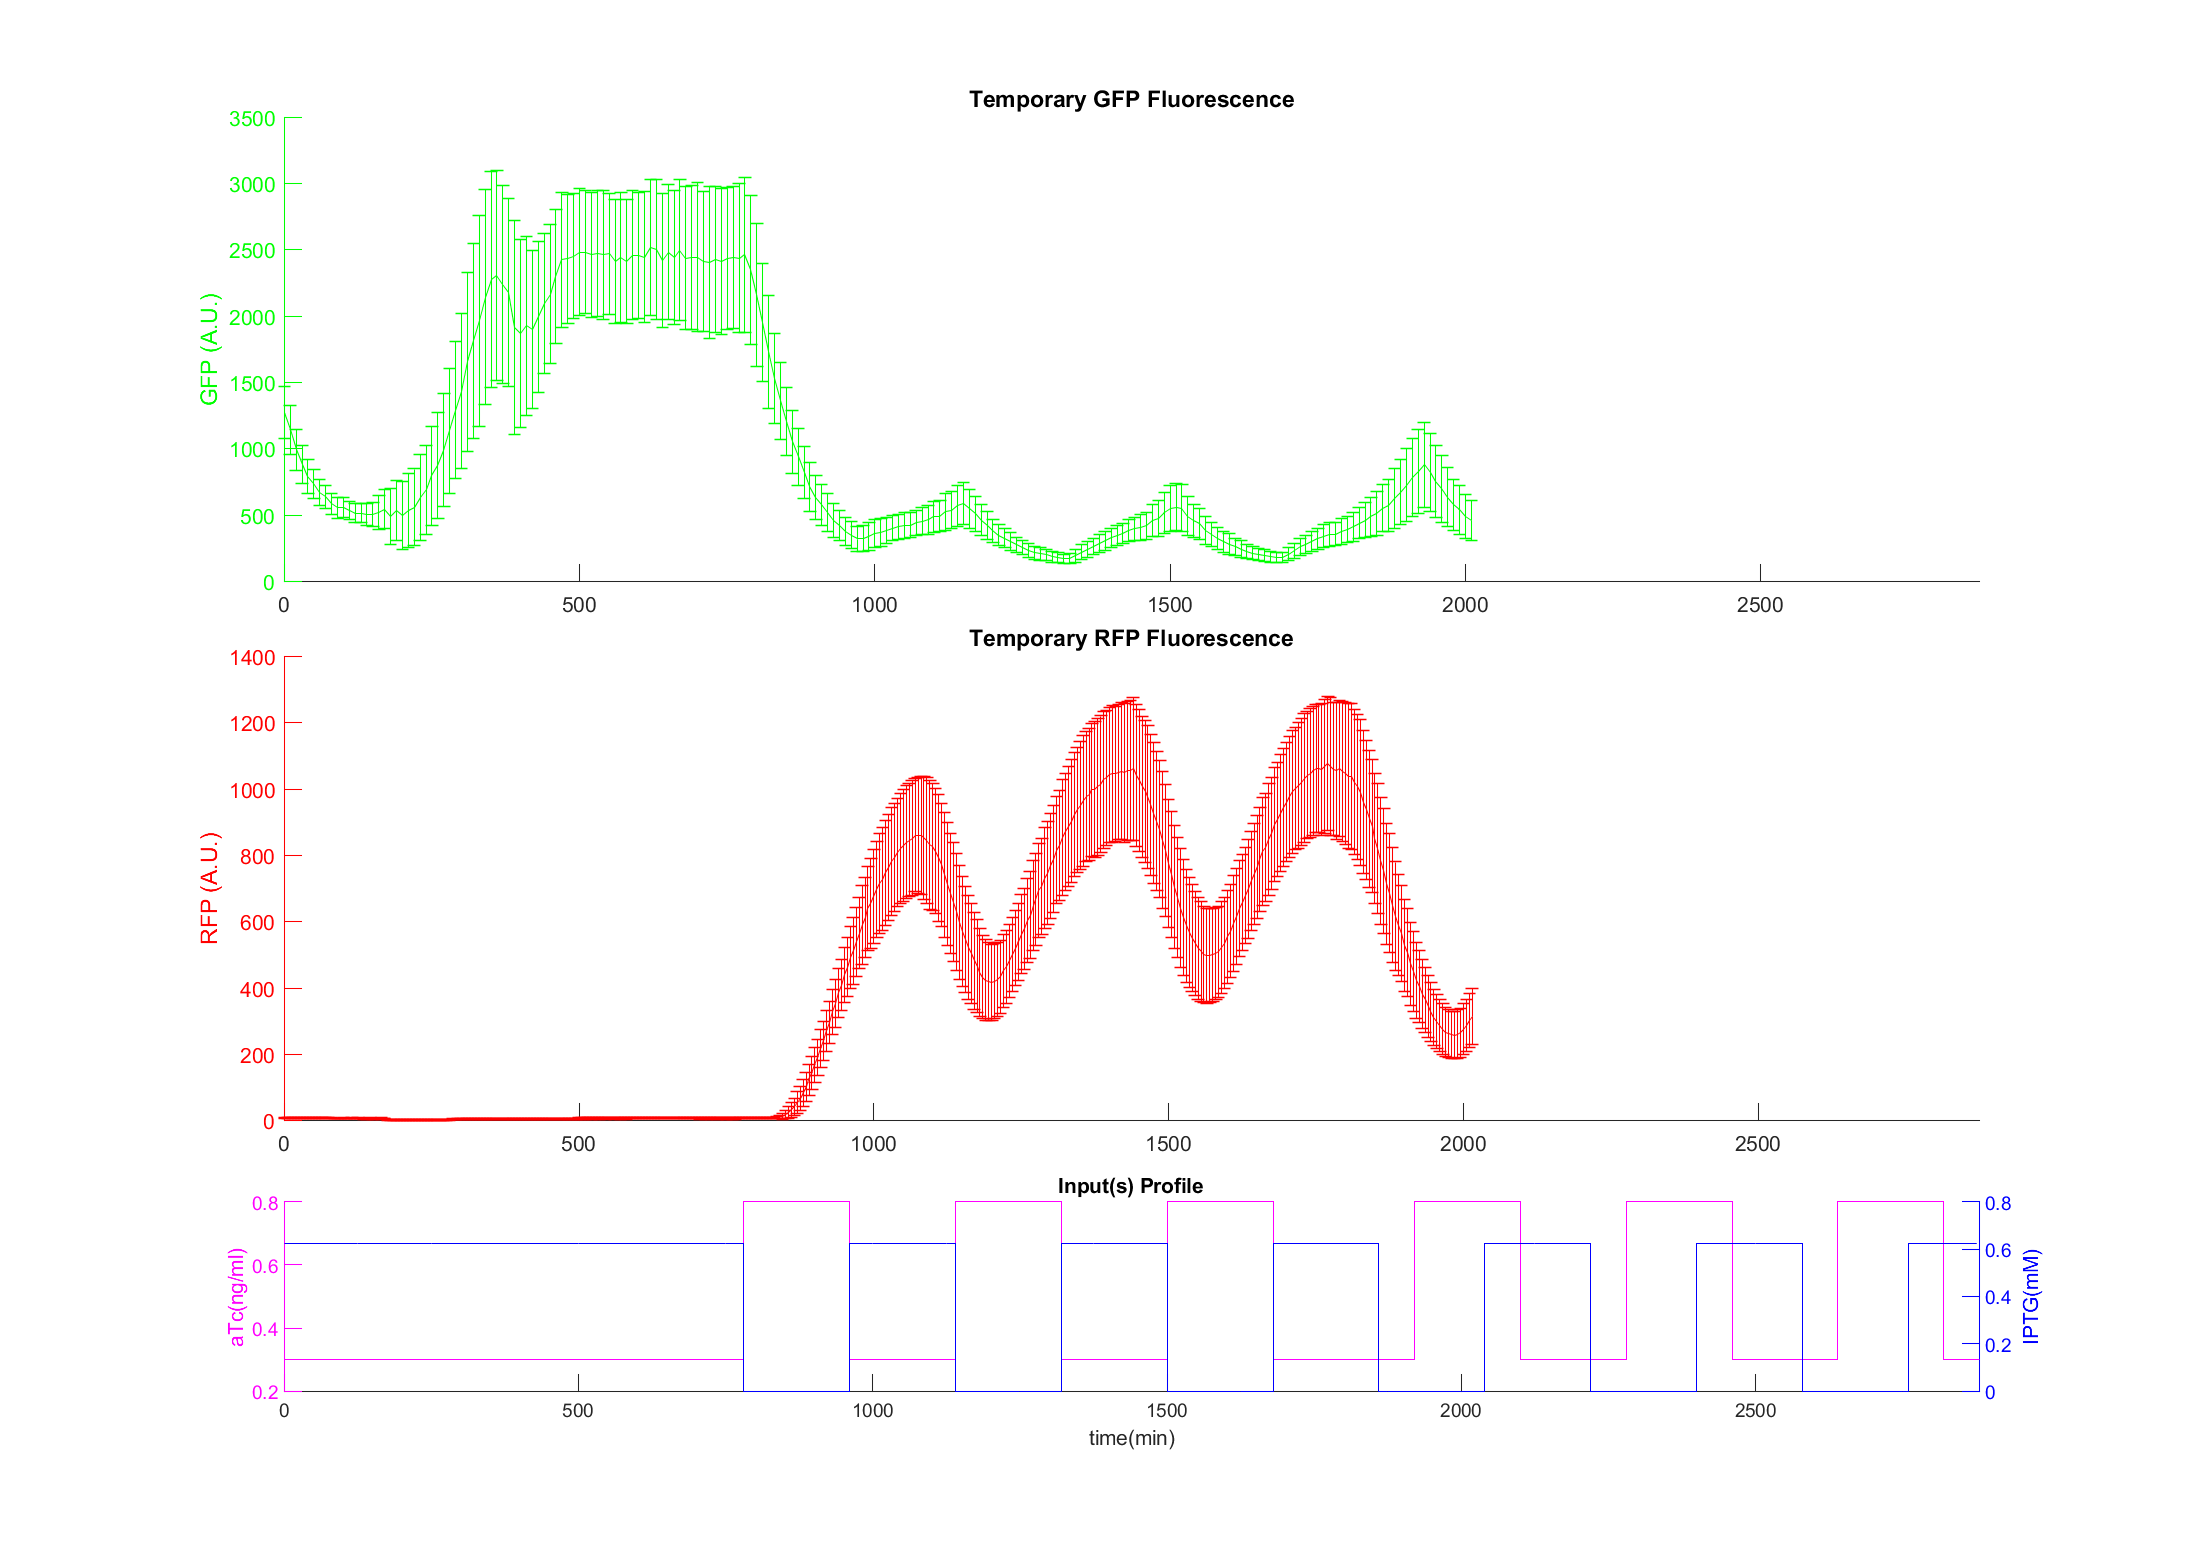 Temporary GFP Fluorescence
3500
3000
2500
2000
1500
1000
500
0
GFP (A.U.)
0 500 1000 1500 2000 2500
Temporary RFP Fluorescence
1400
1200
1000
800
600
400
200
0
RFP (A.U.)
0 500 1000 1500 2000 2500
Input(s) Profile
0.8
0.6
0.4
0.2
aTc(ng/ml)
0.8
0.6
0.4
0.2
0
IPTG(mM)
0 500 1000 1500 2000 2500
time(min)